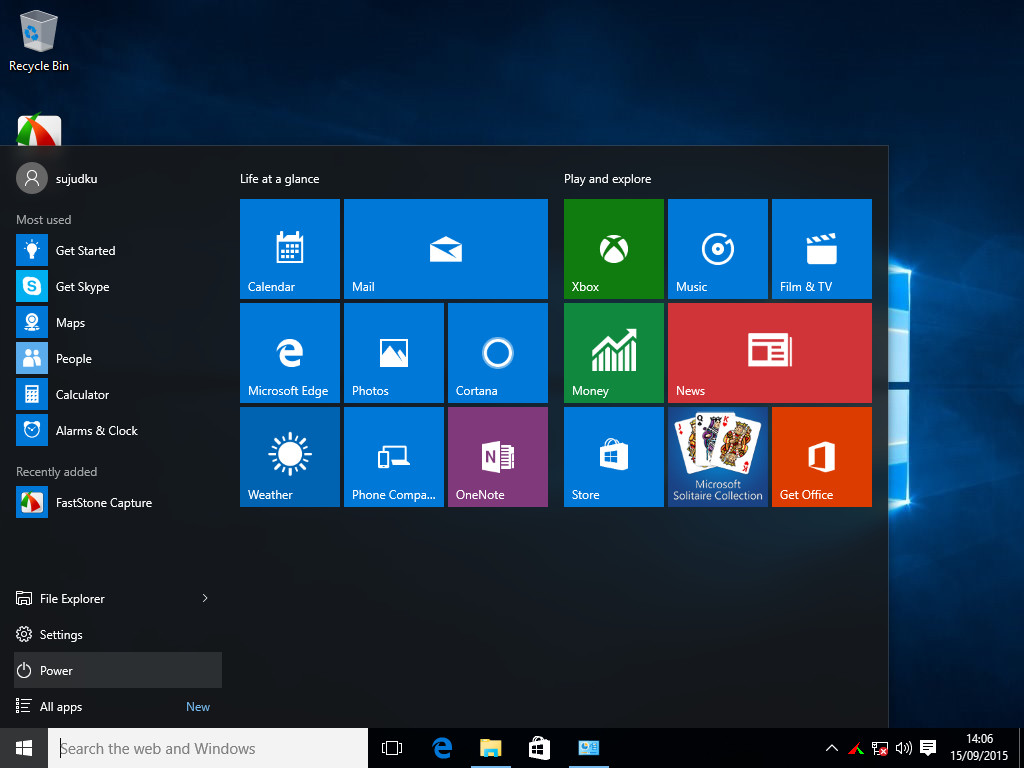 Recycle Bin
sujudku
Most used
Get Started
Get Skype
Maps
People
Calculator
Alarms & Clock
Recently added
FastStone Capture
File Explorer
Settings
Power
All apps New
Life at a glance
Calendar
Mail
Microsoft Edge
Photos
Cortana
Weather
Phone Compa...
OneNote
Play and explore
Xbox
Music
Film & TV
Money
News
Store
Microsoft
Solitaire Collection
Get Office
Search the web and Windows
14:06
15/09/2015